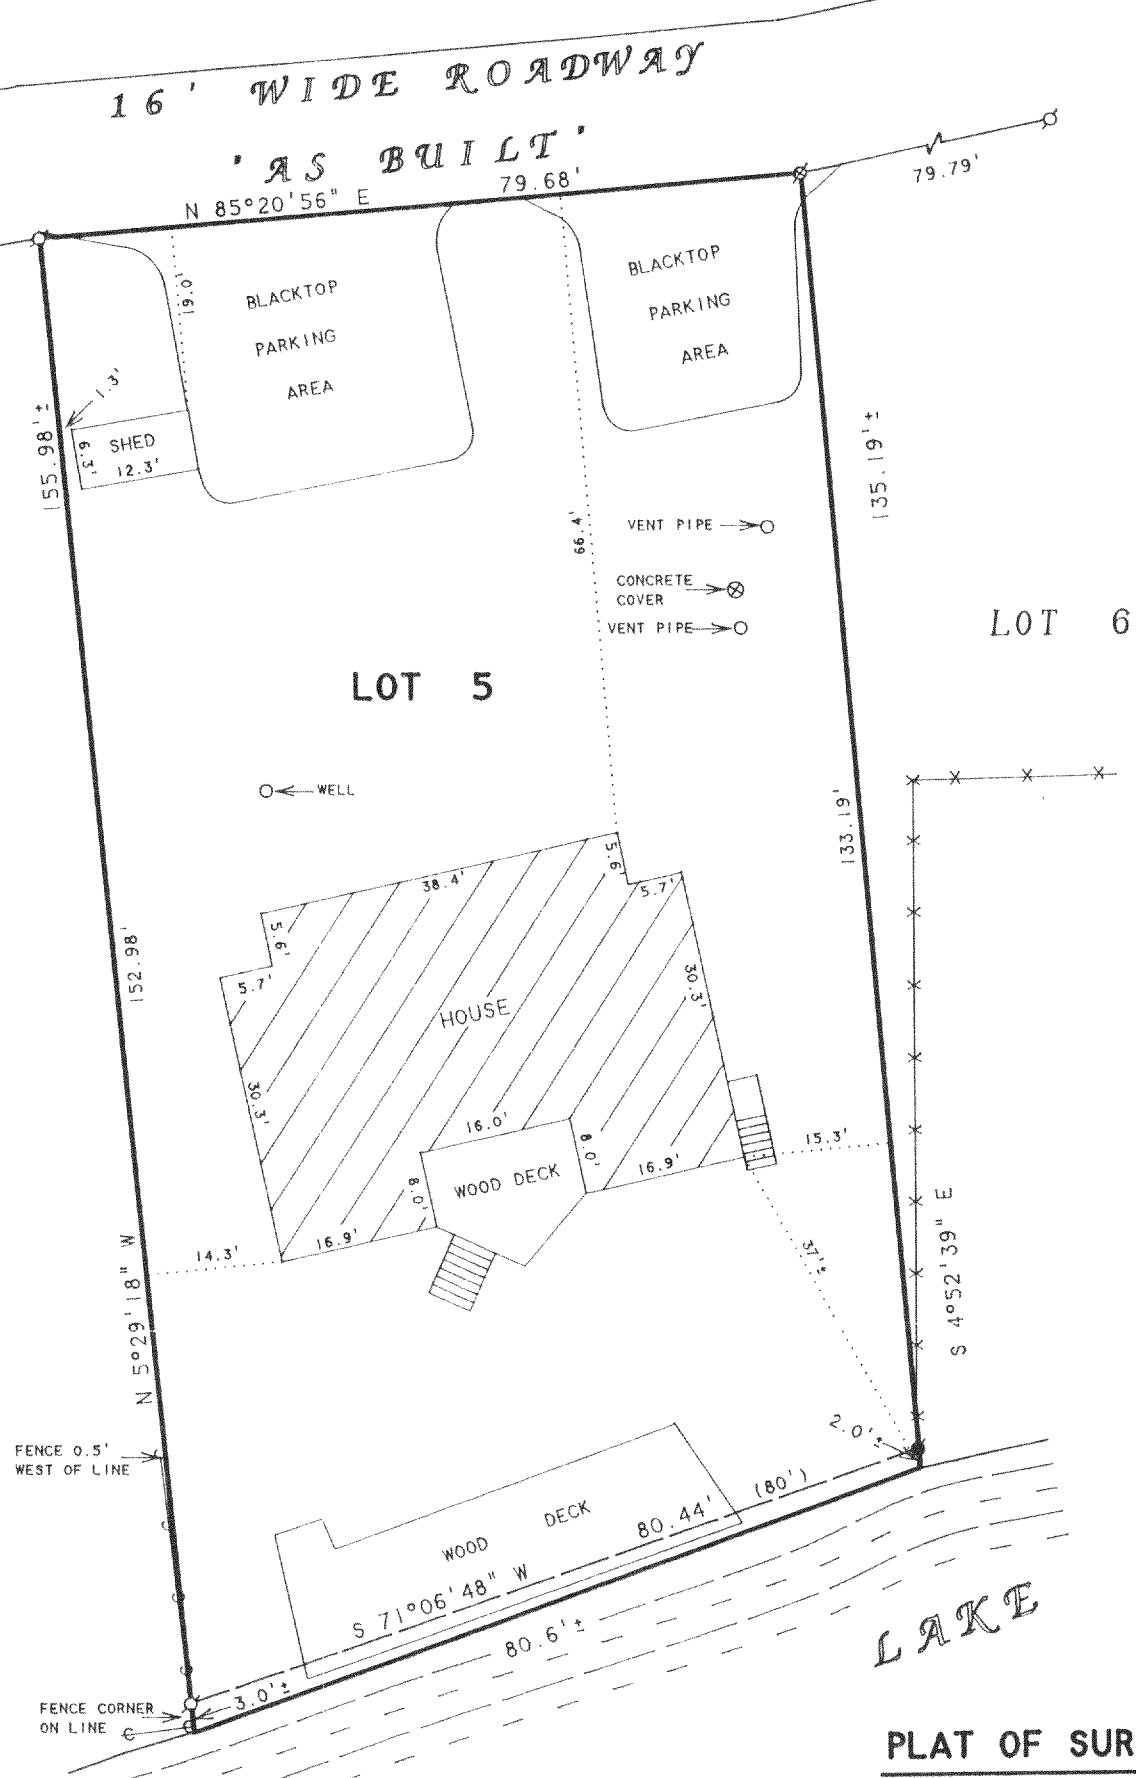 16' WIDE ROADWAY
"AS BUILT"
N 85°20'56" E
79.68'
79.79'
19.0'
BLACKTOP
PARKING
AREA
BLACKTOP
PARKING
AREA
1.3'
155.98'±
6.3'
SHED
12.3'
135.19'±
66.4'
VENT PIPE
CONCRETE
COVER
VENT PIPE
LOT 6
LOT 5
WELL
133.19'
38.4'
5.6'
5.7'
5.6'
5.7'
152.98'
30.3'
HOUSE
30.3'
16.0'
8.0'
WOOD DECK
8.0'
16.9'
15.3'
16.9'
14.3'
37'±
N 5°29'18" W
S 4°52'39" E
2.0'±
FENCE 0.5'
WEST OF LINE
WOOD DECK
80.44'
(80')
S 71°06'48" W
80.6'±
LAKE
3.0'±
FENCE CORNER
ON LINE
PLAT OF SUR